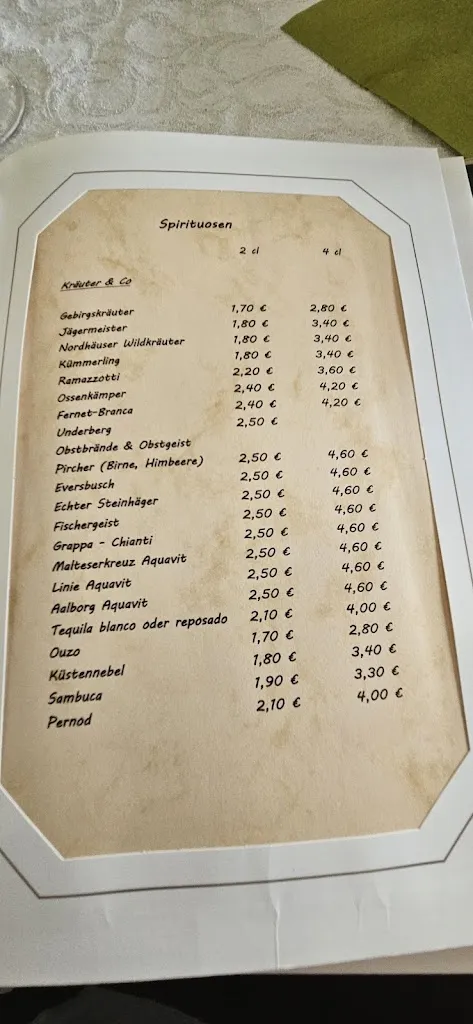 Spirituosen
2 cl 4 cl
Kräuter & Co
Gebirgskräuter 1,70 € 2,80 €
Jägermeister 1,80 € 3,40 €
Nordhäuser Wildkräuter 1,80 € 3,40 €
Kümmerling 1,80 € 3,40 €
Ramazzotti 2,20 € 3,60 €
Ossenkämper 2,40 € 4,20 €
Fernet-Branca 2,40 € 4,20 €
Underberg 2,50 €
Obstbrände & Obstgeist
Pircher (Birne, Himbeere) 2,50 € 4,60 €
Eversbusch 2,50 € 4,60 €
Echter Steinhäger 2,50 € 4,60 €
Fischergeist 2,50 € 4,60 €
Grappa - Chianti 2,50 € 4,60 €
Malteserkreuz Aquavit 2,50 € 4,60 €
Linie Aquavit 2,50 € 4,60 €
Aalborg Aquavit 2,50 € 4,60 €
Tequila blanco oder reposado 2,10 € 4,00 €
Ouzo 1,70 € 2,80 €
Küstennebel 1,80 € 3,40 €
Sambuca 1,90 € 3,30 €
Pernod 2,10 € 4,00 €